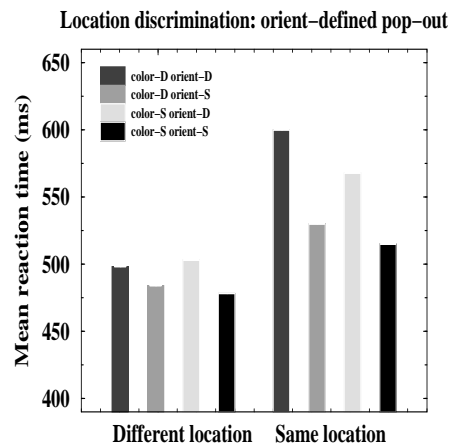 Location discrimination: orient−defined pop−out
650
600
550
500
450
400
Mean reaction time (ms)
color−D orient−D
color−D orient−S
color−S orient−D
color−S orient−S
Different location
Same location